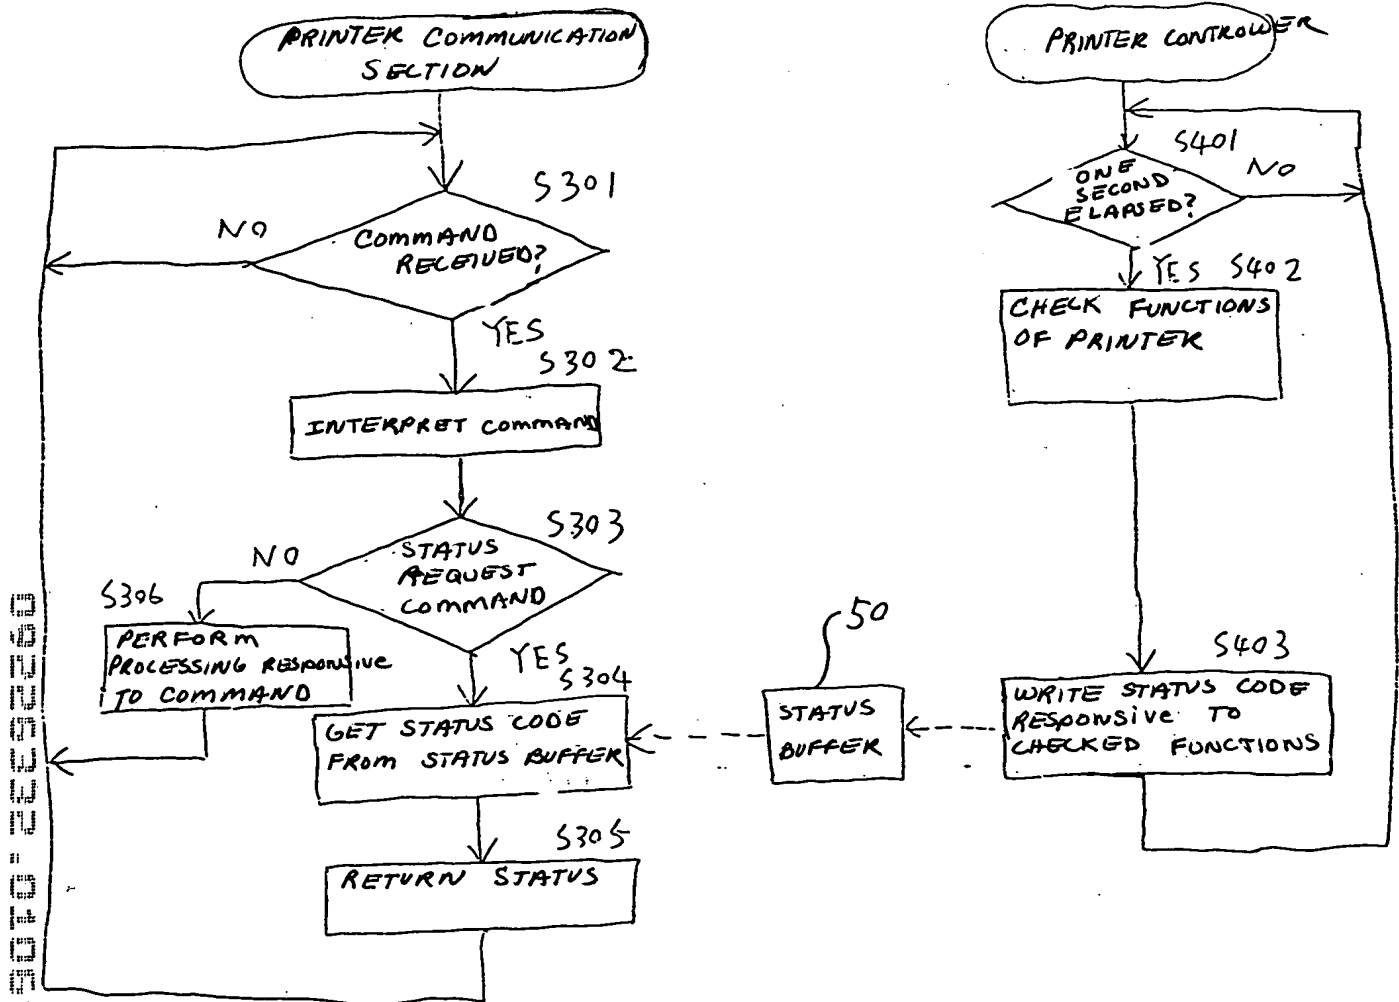 PRINTER COMMUNICATION
SECTION
S301
NO
COMMAND
RECEIVED?
YES
S302
INTERPRET COMMAND
S303
NO
STATUS
REQUEST
COMMAND
S306
PERFORM
PROCESSING RESPONSIVE
TO COMMAND
YES
S304
GET STATUS CODE
FROM STATUS BUFFER
S305
RETURN STATUS
50
STATUS
BUFFER
PRINTER CONTROLLER
S401
ONE
SECOND
ELAPSED?
NO
YES S402
CHECK FUNCTIONS
OF PRINTER
S403
WRITE STATUS CODE
RESPONSIVE TO
CHECKED FUNCTIONS